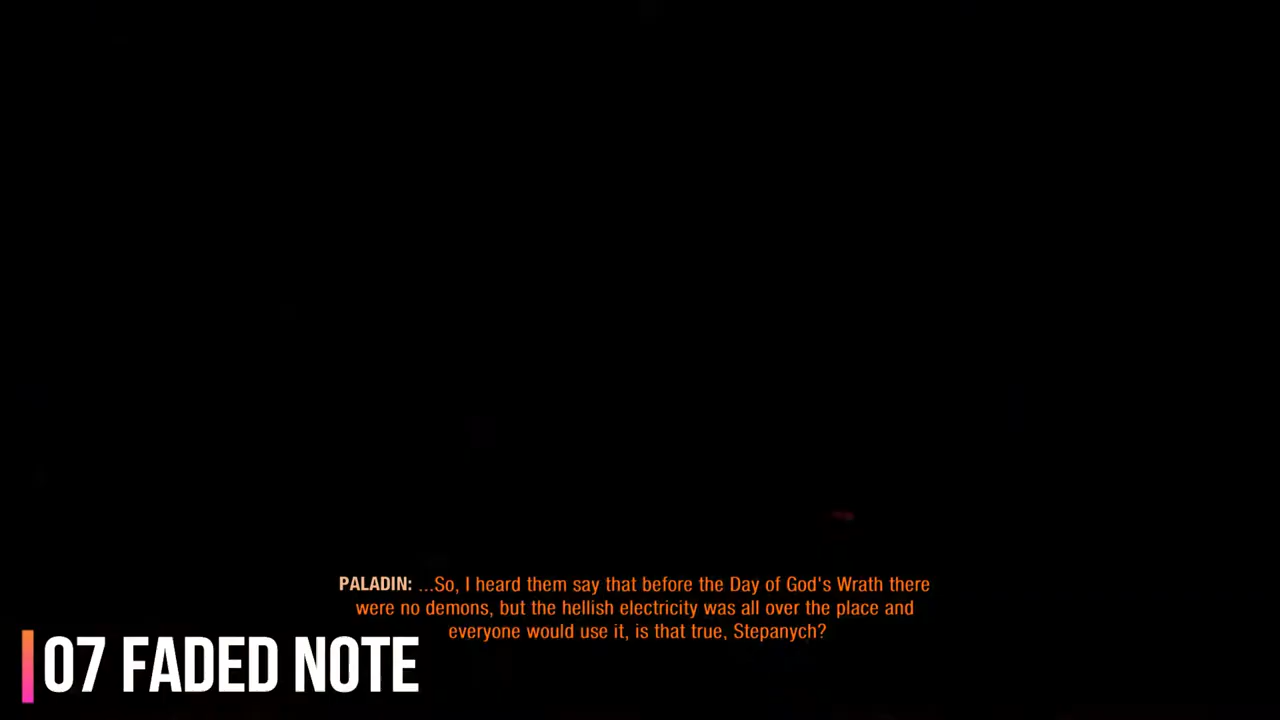 PALADIN: ...So, I heard them say that before the Day of God's Wrath there
were no demons, but the hellish electricity was all over the place and
everyone would use it, is that true, Stepanych?
07 FADED NOTE